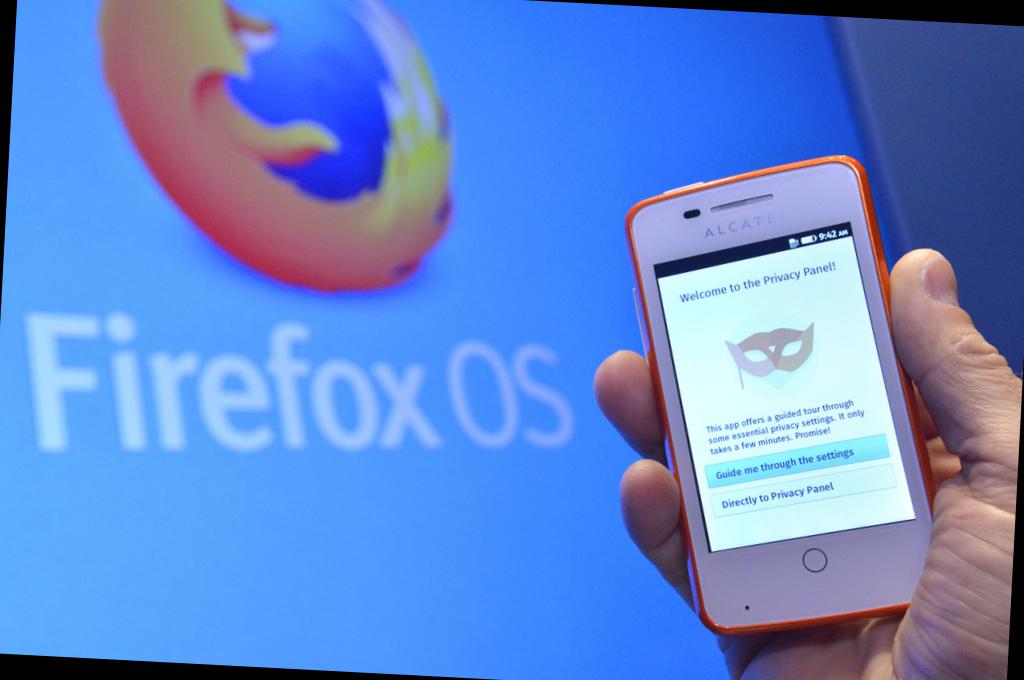 Firefox OS
ALCATEL
9:42 AM
Welcome to the Privacy Panel!
This app offers a guided tour through
some essential privacy settings. It only
takes a few minutes. Promise!
Guide me through the settings
Directly to Privacy Panel